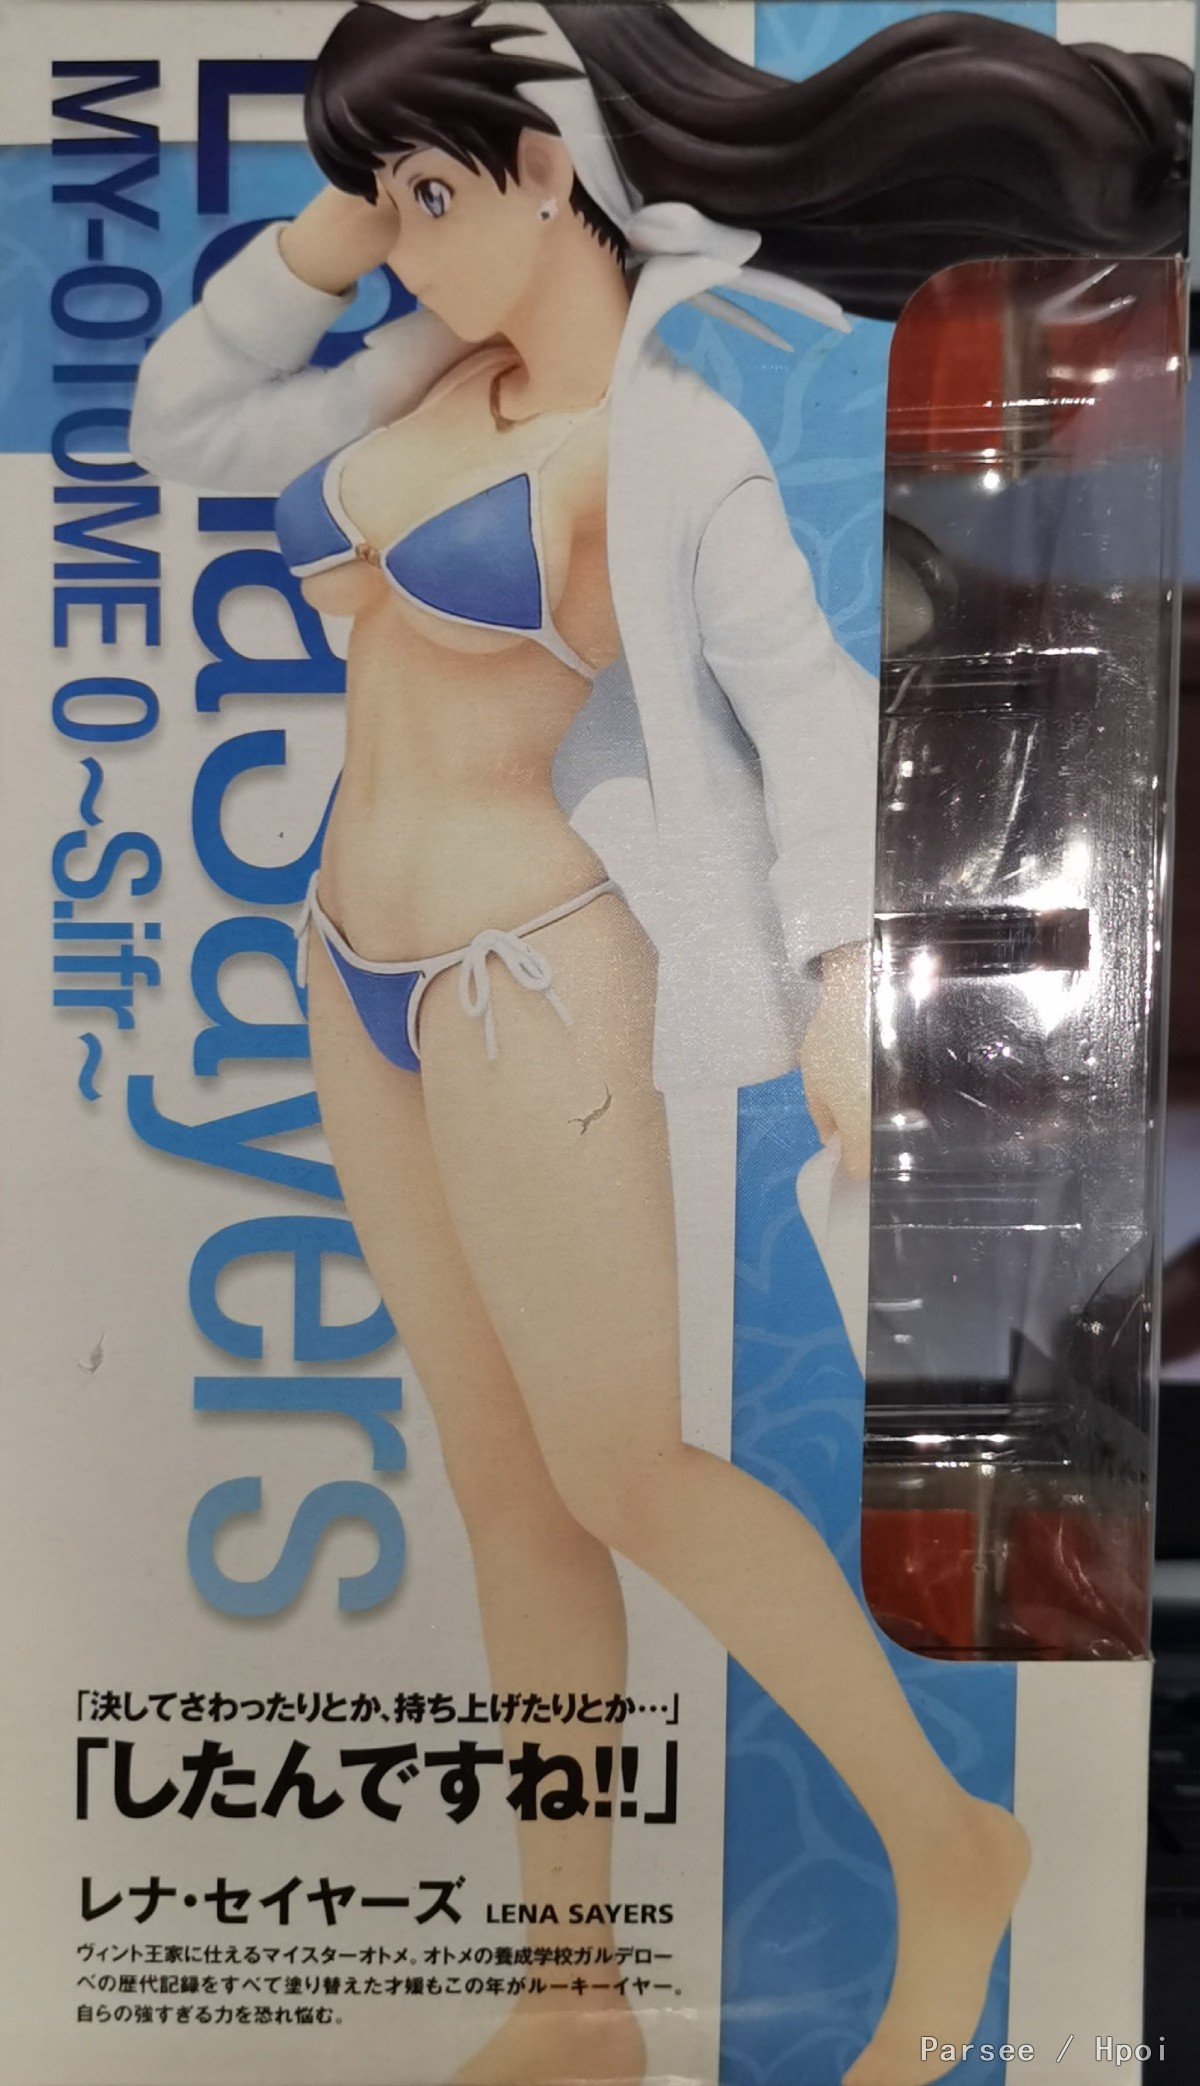 Lena Sayers
MY-OTOME 0 ~S.ifr~
「決してさわったりとか、持ち上げたりとか…」
「したんですね!!」
レナ・セイヤーズ LENA SAYERS
ヴィント王家に仕えるマイスターオトメ。オトメの養成学校ガルデロー
ベの歴代記録をすべて塗り替えた才媛もこの年がルーキーイヤー。
自らの強すぎる力を恐れ悩む。
Parsee / Hpoi